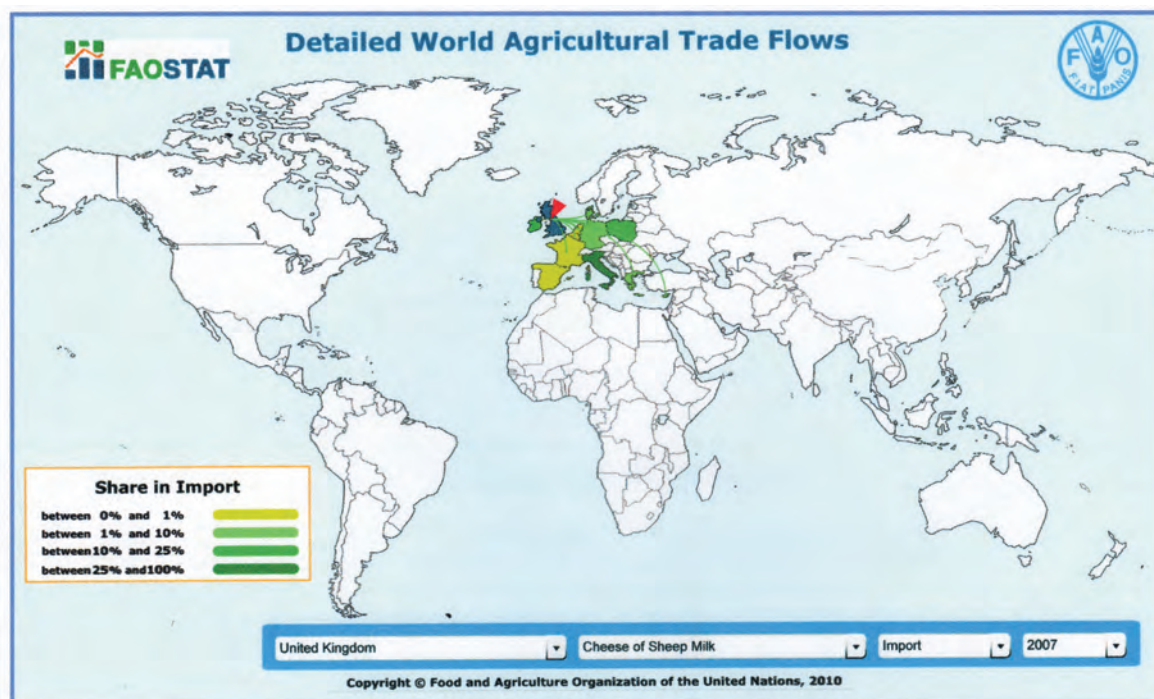 Detailed World Agricultural Trade Flows
FAOSTAT
F A O
FIAT PANIS
Share in Import
between 0% and 1%
between 1% and 10%
between 10% and 25%
between 25% and 100%
United Kingdom
Cheese of Sheep Milk
Import
2007
Copyright © Food and Agriculture Organization of the United Nations, 2010